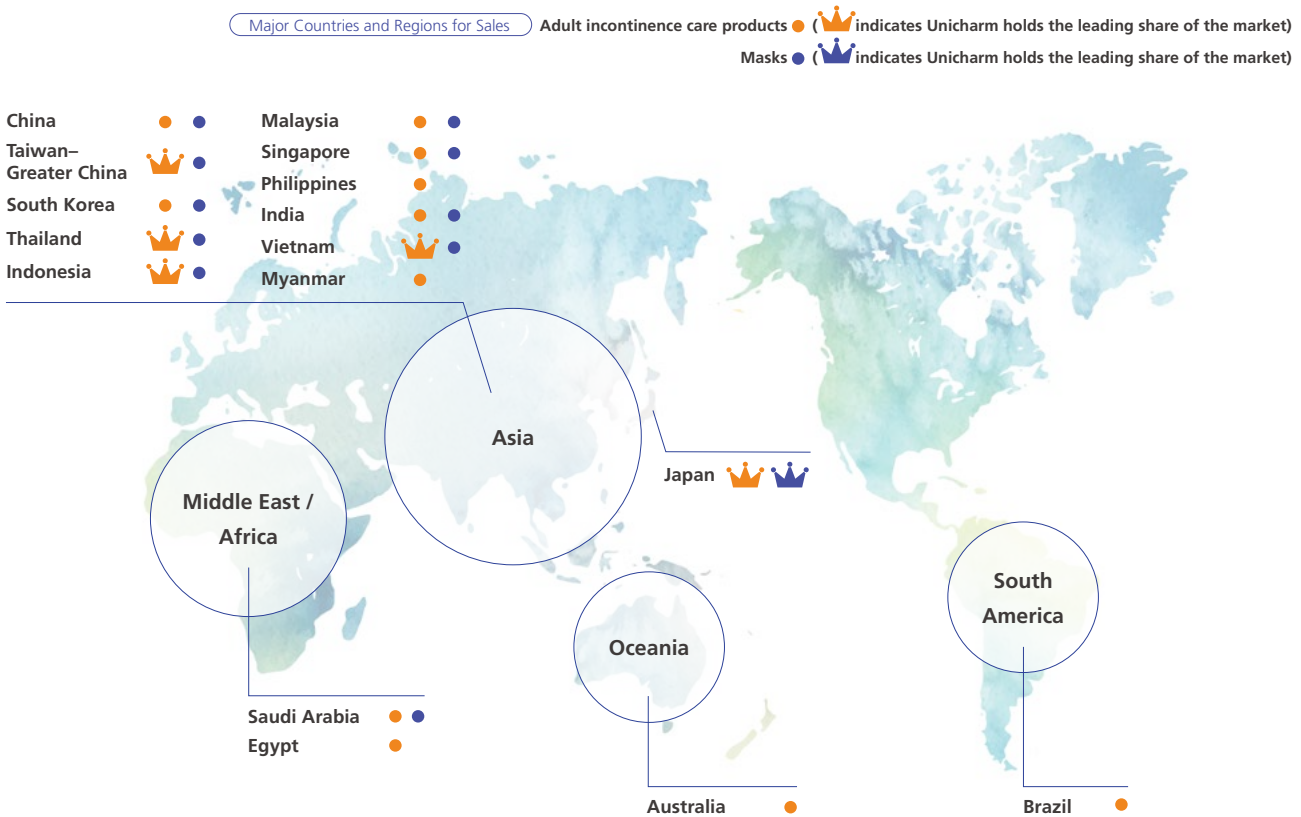 Major Countries and Regions for Sales
Adult incontinence care products ( indicates Unicharm holds the leading share of the market)
Masks ( indicates Unicharm holds the leading share of the market)
China
Taiwan–
Greater China
South Korea
Thailand
Indonesia
Malaysia
Singapore
Philippines
India
Vietnam
Myanmar
Asia
Japan
Middle East /
Africa
Saudi Arabia
Egypt
Oceania
Australia
South
America
Brazil